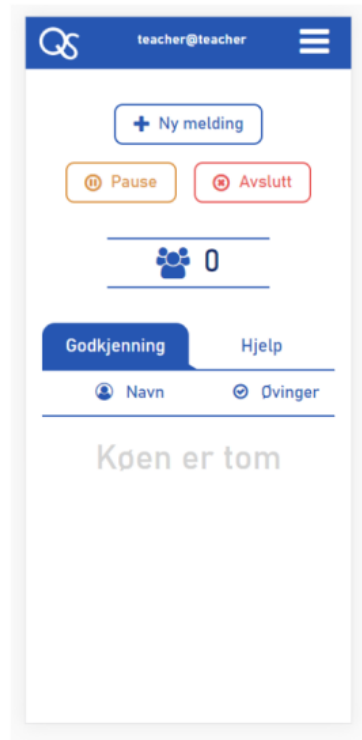 QS teacher@teacher
Ny melding
Pause Avslutt
0
Godkjenning Hjelp
Navn Øvinger
Køen er tom